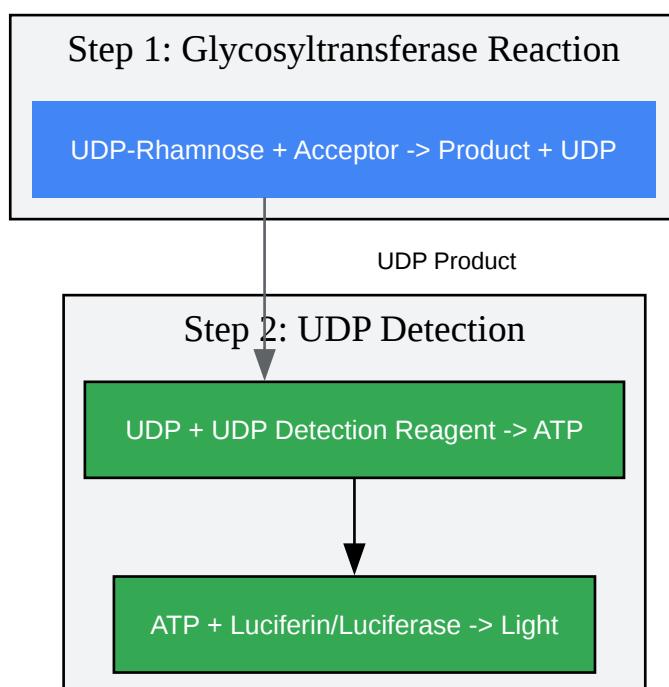 Step 1: Glycosyltransferase Reaction
UDP-Rhamnose + Acceptor -> Product + UDP
UDP Product
Step 2: UDP Detection
UDP + UDP Detection Reagent -> ATP
ATP + Luciferin/Luciferase -> Light